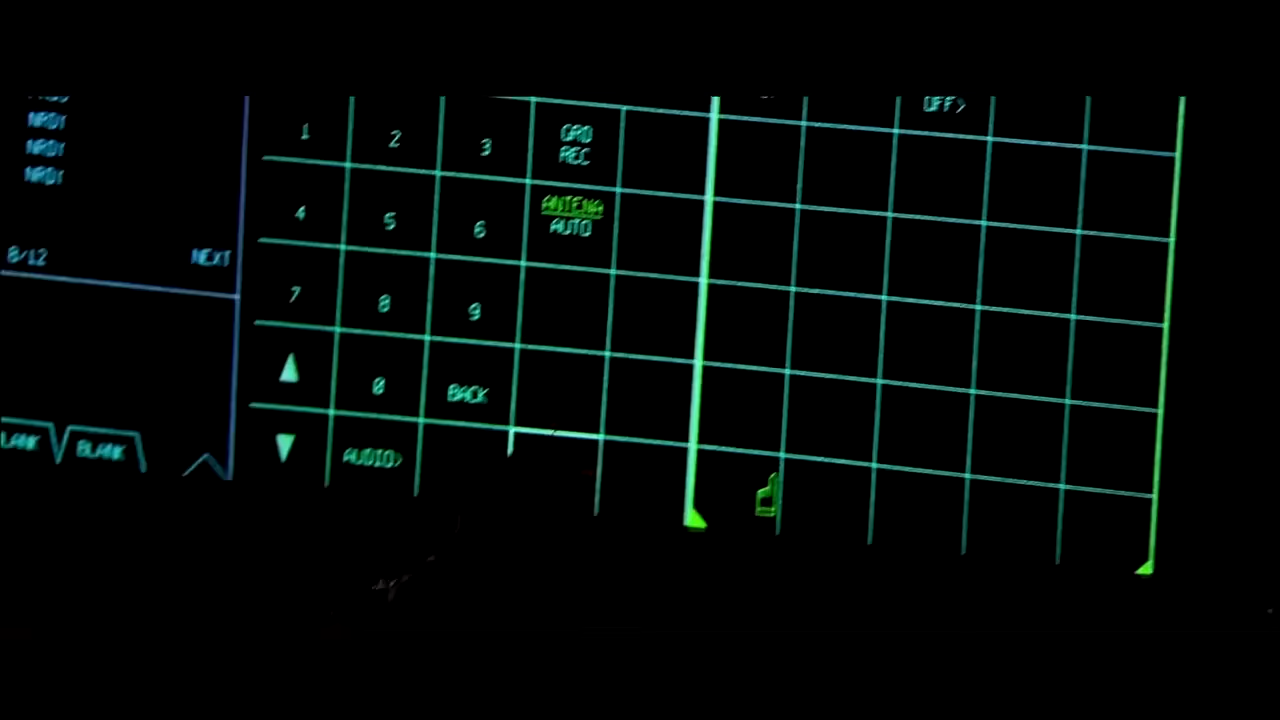 NRDY
NRDY
NRDY
8/12
NEXT
BLANK
1
2
3
GRD
REC
4
5
6
ANTENA
AUTO
7
8
9
0
BACK
AUDIO>
OFF>